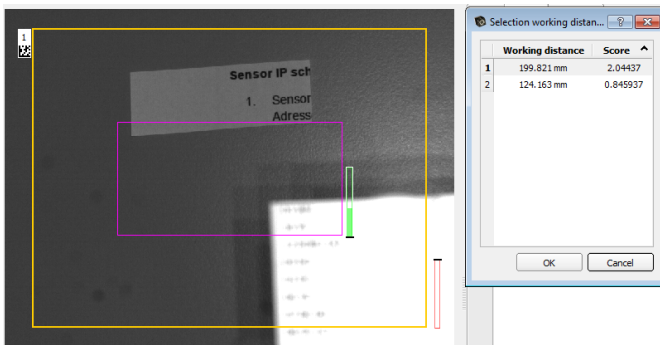 1
Sensor IP sch
1. Sensor
Adress
Selection working distan...
Working distance Score
1 199.821 mm 2.04437
2 124.163 mm 0.845937
OK Cancel